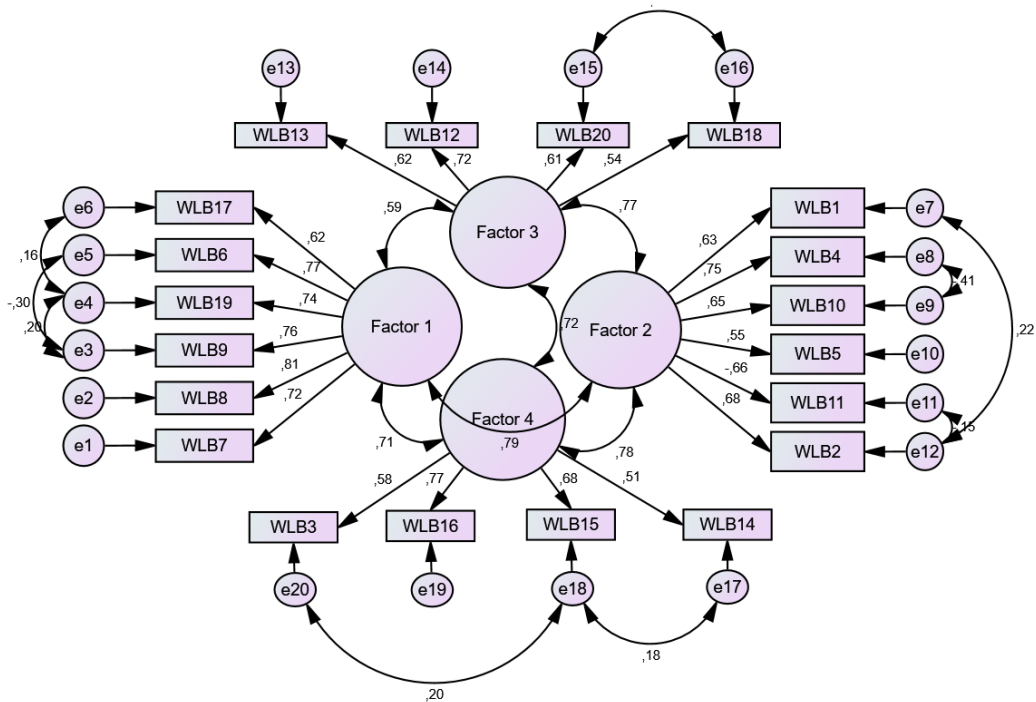 e13
e14
e15
e16
WLB13
WLB12
WLB20
WLB18
,62
,72
,61
,54
e6
WLB17
,59
Factor 3
,77
WLB1
e7
,62
,63
,16
e5
WLB6
,77
,75
WLB4
e8
-,30
e4
WLB19
,74
,65
WLB10
e9
,20
Factor 1
,72
Factor 2
,22
e3
WLB9
,76
,55
WLB5
e10
e2
WLB8
,81
-,66
WLB11
e11
e1
WLB7
,72
,68
WLB2
e12
Factor 4
,71
,79
,78
,58
,77
,68
,51
WLB3
WLB16
WLB15
WLB14
e20
e19
e18
e17
,18
,20